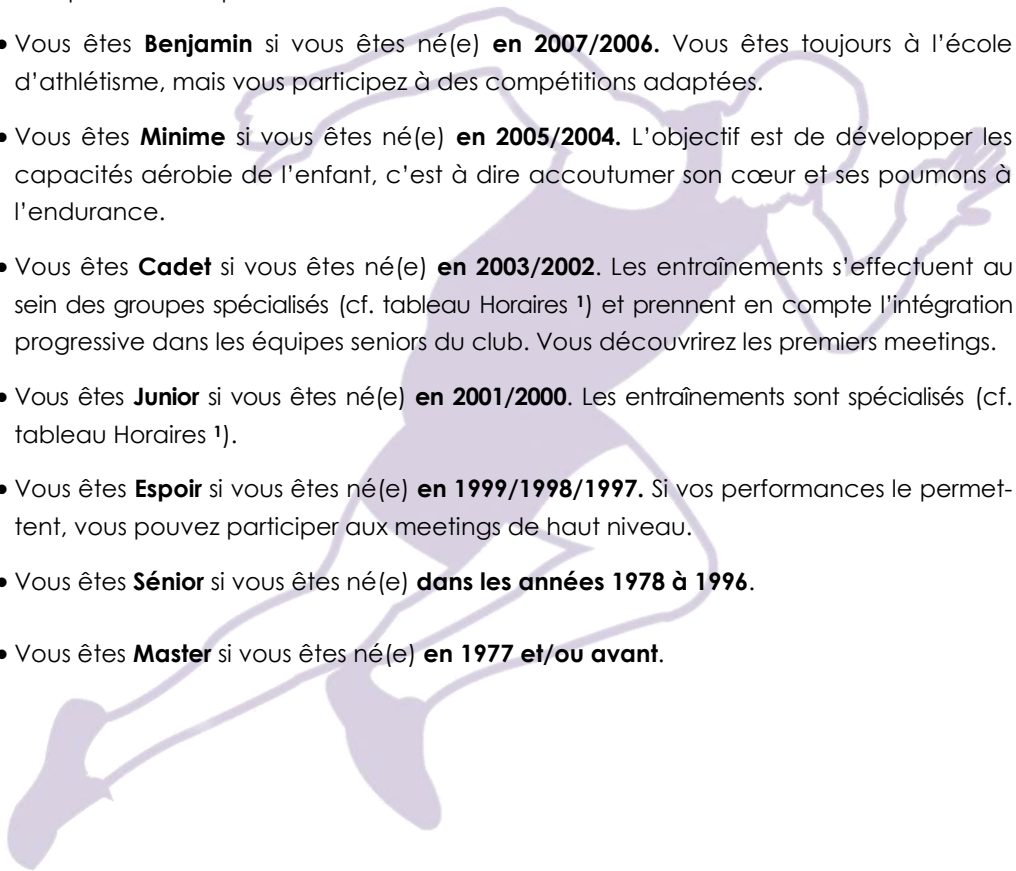 • Vous êtes Benjamin si vous êtes né(e) en 2007/2006. Vous êtes toujours à l’école
d’athlétisme, mais vous participez à des compétitions adaptées.
• Vous êtes Minime si vous êtes né(e) en 2005/2004. L’objectif est de développer les
capacités aérobie de l’enfant, c’est à dire accoutumer son cœur et ses poumons à
l’endurance.
• Vous êtes Cadet si vous êtes né(e) en 2003/2002. Les entraînements s’effectuent au
sein des groupes spécialisés (cf. tableau Horaires ¹) et prennent en compte l’intégration
progressive dans les équipes seniors du club. Vous découvrirez les premiers meetings.
• Vous êtes Junior si vous êtes né(e) en 2001/2000. Les entraînements sont spécialisés (cf.
tableau Horaires ¹).
• Vous êtes Espoir si vous êtes né(e) en 1999/1998/1997. Si vos performances le permet-
tent, vous pouvez participer aux meetings de haut niveau.
• Vous êtes Sénior si vous êtes né(e) dans les années 1978 à 1996.
• Vous êtes Master si vous êtes né(e) en 1977 et/ou avant.